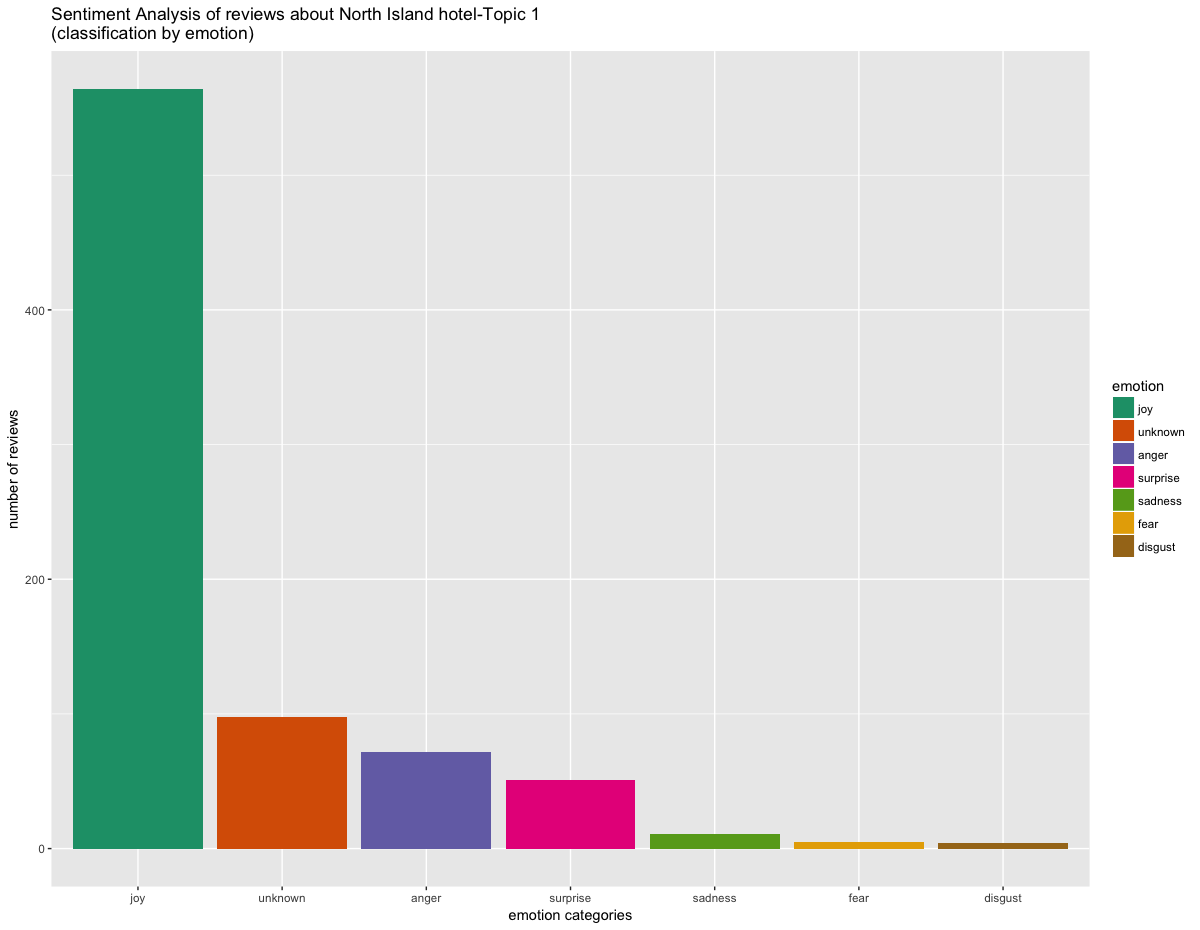 Sentiment Analysis of reviews about North Island hotel-Topic 1
(classification by emotion)
number of reviews
400
200
0
joy
unknown
anger
surprise
sadness
fear
disgust
emotion categories
emotion
joy
unknown
anger
surprise
sadness
fear
disgust